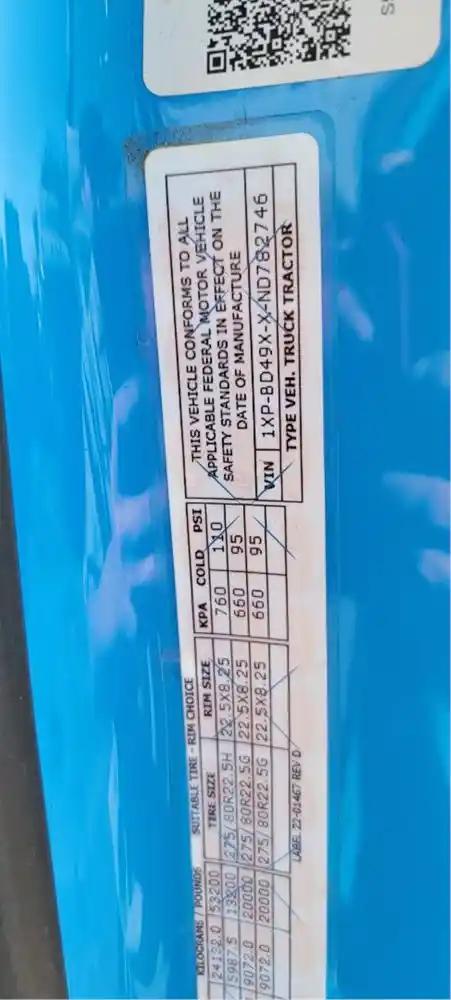 KILOGRAMS / POUNDS
24132.0 53200
5987.5 13200
9072.0 20000
9072.0 20000
SUITABLE TIRE - RIM CHOICE
TIRE SIZE RIM SIZE
275/80R22.5H 22.5X8.25
275/80R22.5G 22.5X8.25
275/80R22.5G 22.5X8.25
KPA COLD PSI
760 110
660 95
660 95
THIS VEHICLE CONFORMS TO ALL
APPLICABLE FEDERAL MOTOR VEHICLE
SAFETY STANDARDS IN EFFECT ON THE
DATE OF MANUFACTURE
VIN 1XP-BD49X-X-ND782746
TYPE VEH. TRUCK TRACTOR
LABEL 22-01467 REV D